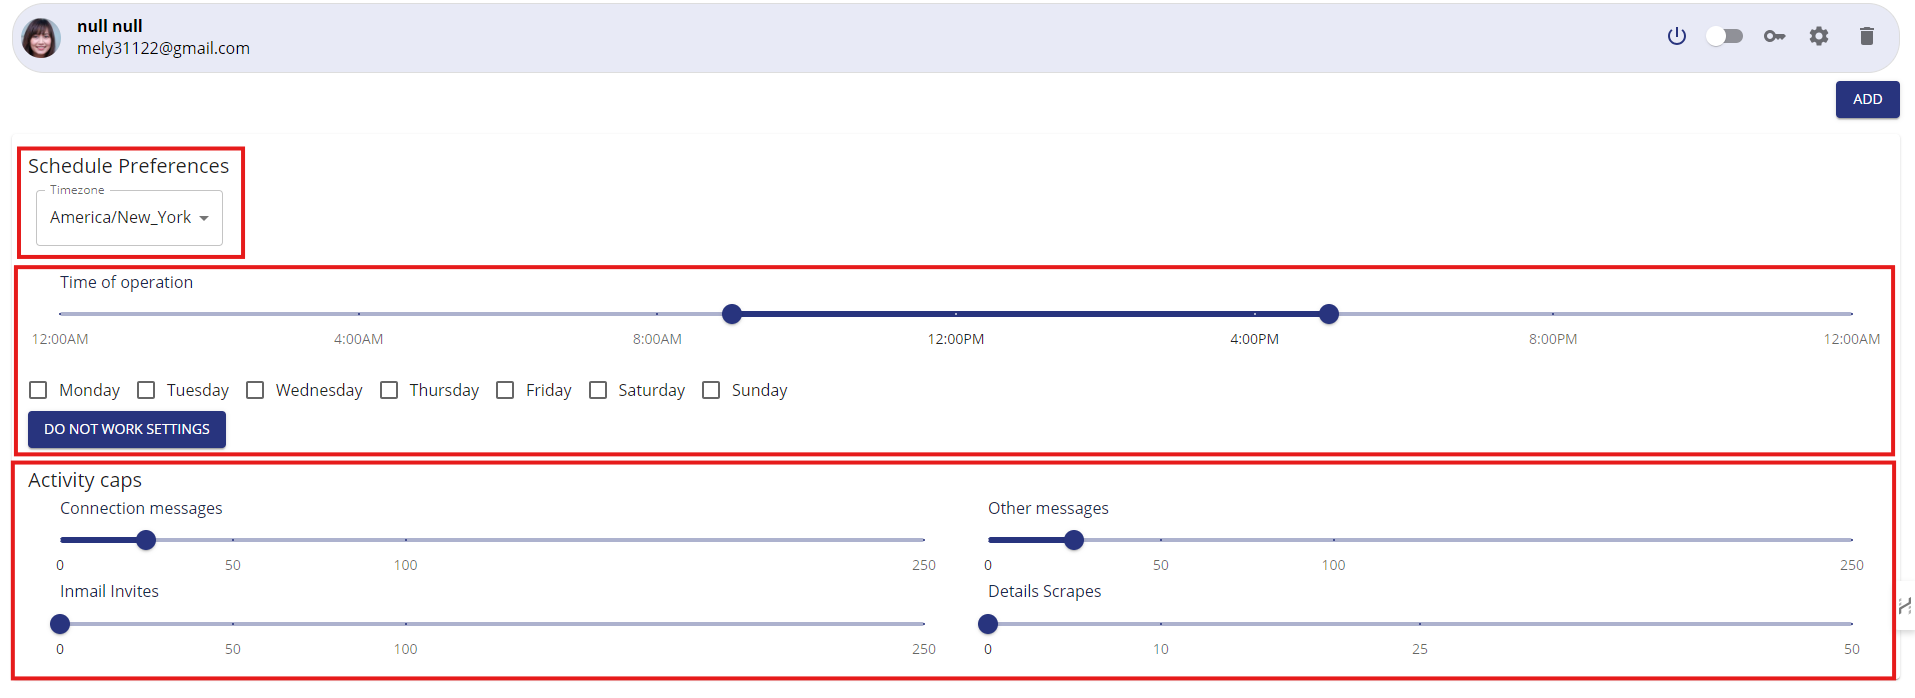 null null
mely31122@gmail.com
ADD
Schedule Preferences
Timezone
America/New_York
Time of operation
12:00AM 4:00AM 8:00AM 12:00PM 4:00PM 8:00PM 12:00AM
Monday Tuesday Wednesday Thursday Friday Saturday Sunday
DO NOT WORK SETTINGS
Activity caps
Connection messages
0 50 100 250
Other messages
0 50 100 250
Inmail Invites
0 50 100 250
Details Scrapes
0 10 25 50